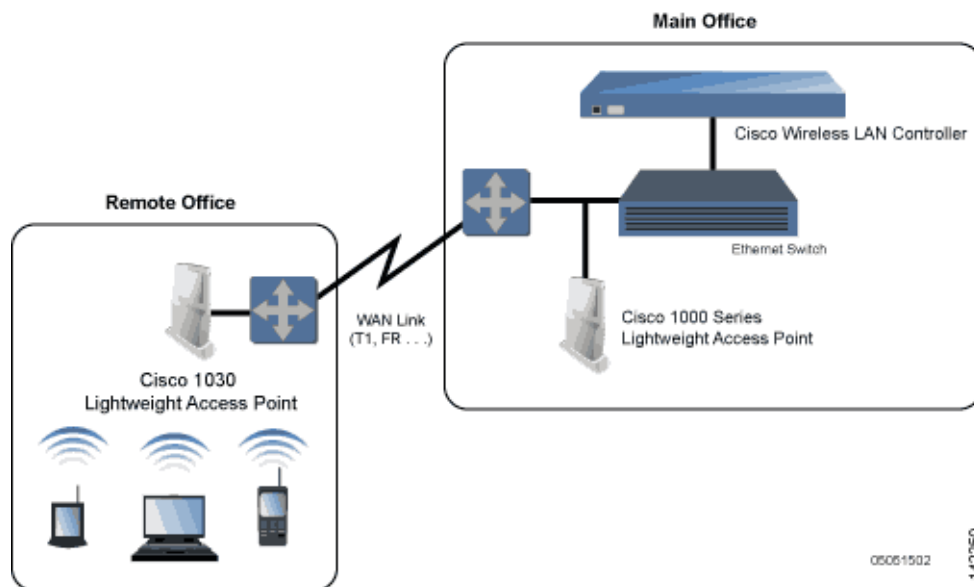 Main Office
Cisco Wireless LAN Controller
Remote Office
Ethernet Switch
WAN Link
(T1, FR . . .)
Cisco 1000 Series
Lightweight Access Point
Cisco 1030
Lightweight Access Point
05051502